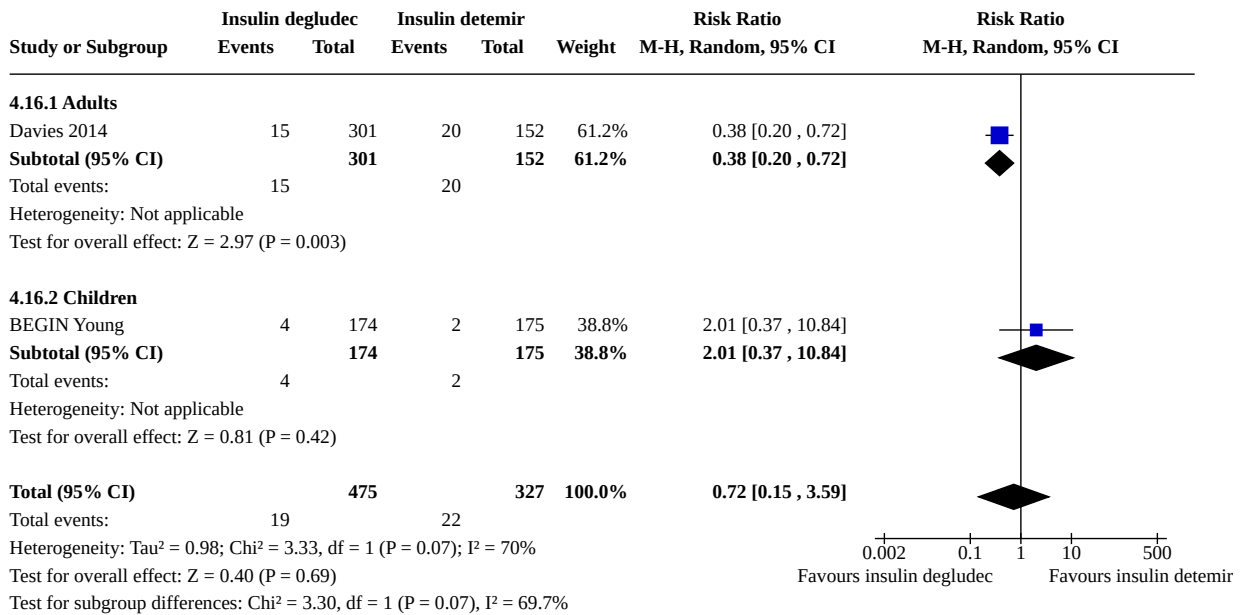 Insulin degludec Insulin detemir Risk Ratio Risk Ratio
Study or Subgroup Events Total Events Total Weight M-H, Random, 95% CI M-H, Random, 95% CI
4.16.1 Adults
Davies 2014 15 301 20 152 61.2% 0.38 [0.20 , 0.72]
Subtotal (95% CI) 301 152 61.2% 0.38 [0.20 , 0.72]
Total events: 15 20
Heterogeneity: Not applicable
Test for overall effect: Z = 2.97 (P = 0.003)
4.16.2 Children
BEGIN Young 4 174 2 175 38.8% 2.01 [0.37 , 10.84]
Subtotal (95% CI) 174 175 38.8% 2.01 [0.37 , 10.84]
Total events: 4 2
Heterogeneity: Not applicable
Test for overall effect: Z = 0.81 (P = 0.42)
Total (95% CI) 475 327 100.0% 0.72 [0.15 , 3.59]
Total events: 19 22
Heterogeneity: Tau² = 0.98; Chi² = 3.33, df = 1 (P = 0.07); I² = 70%
0.002 0.1 1 10 500
Test for overall effect: Z = 0.40 (P = 0.69)
Favours insulin degludec Favours insulin detemir
Test for subgroup differences: Chi² = 3.30, df = 1 (P = 0.07), I² = 69.7%